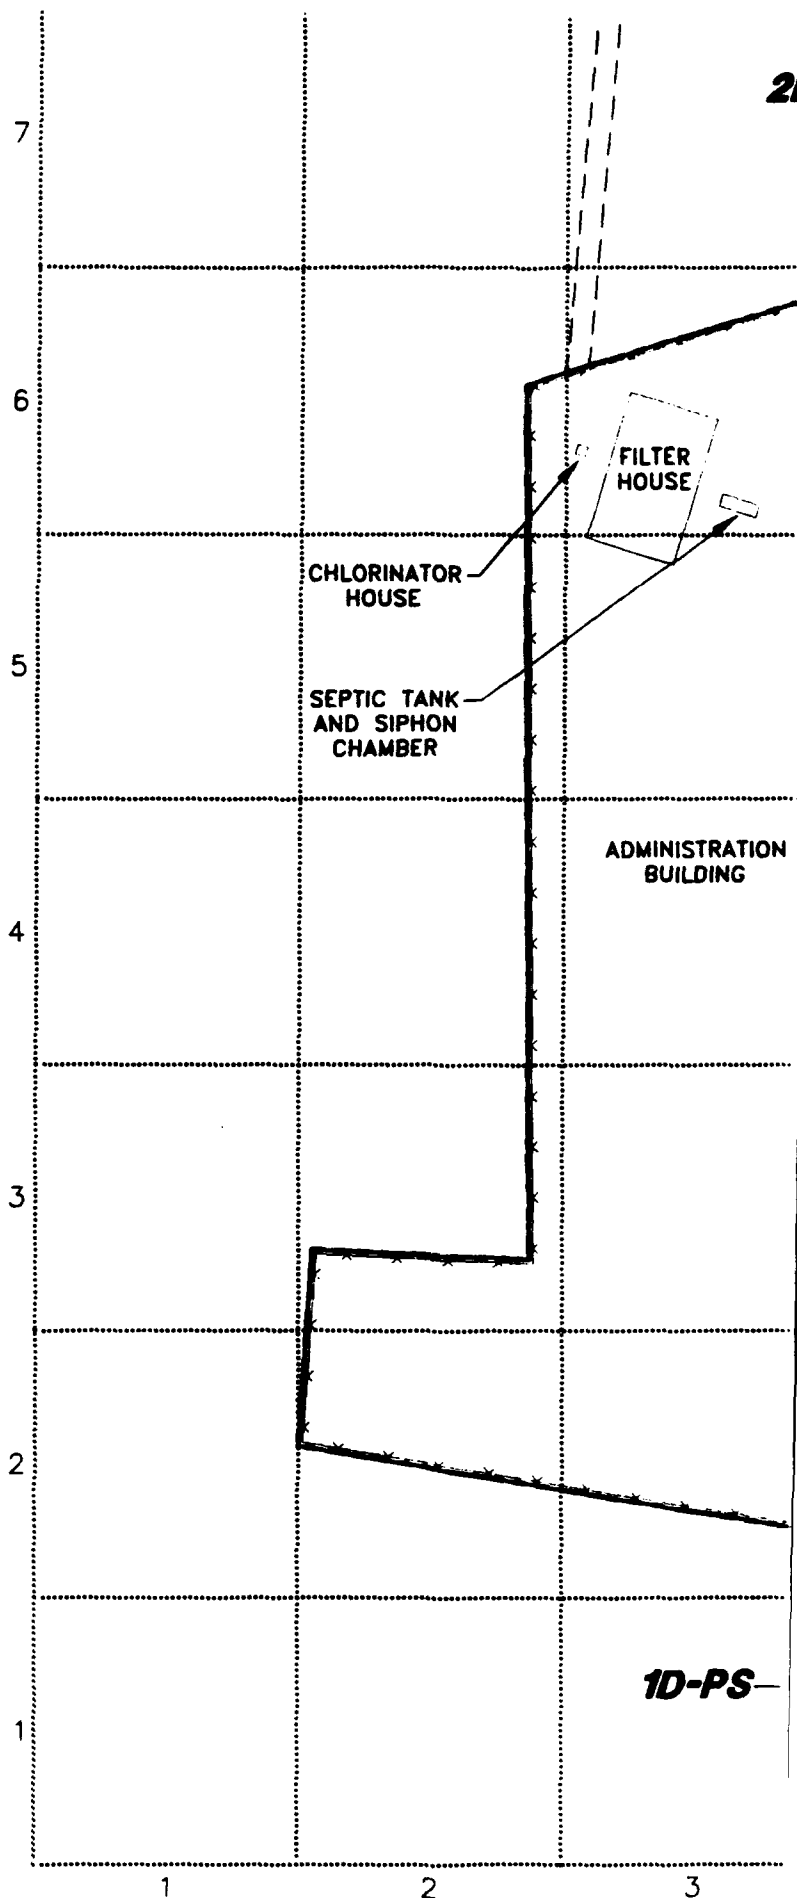 7
6
FILTER
HOUSE
CHLORINATOR
HOUSE
5
SEPTIC TANK
AND SIPHON
CHAMBER
ADMINISTRATION
BUILDING
4
3
2
1D-PS
1
1 2 3